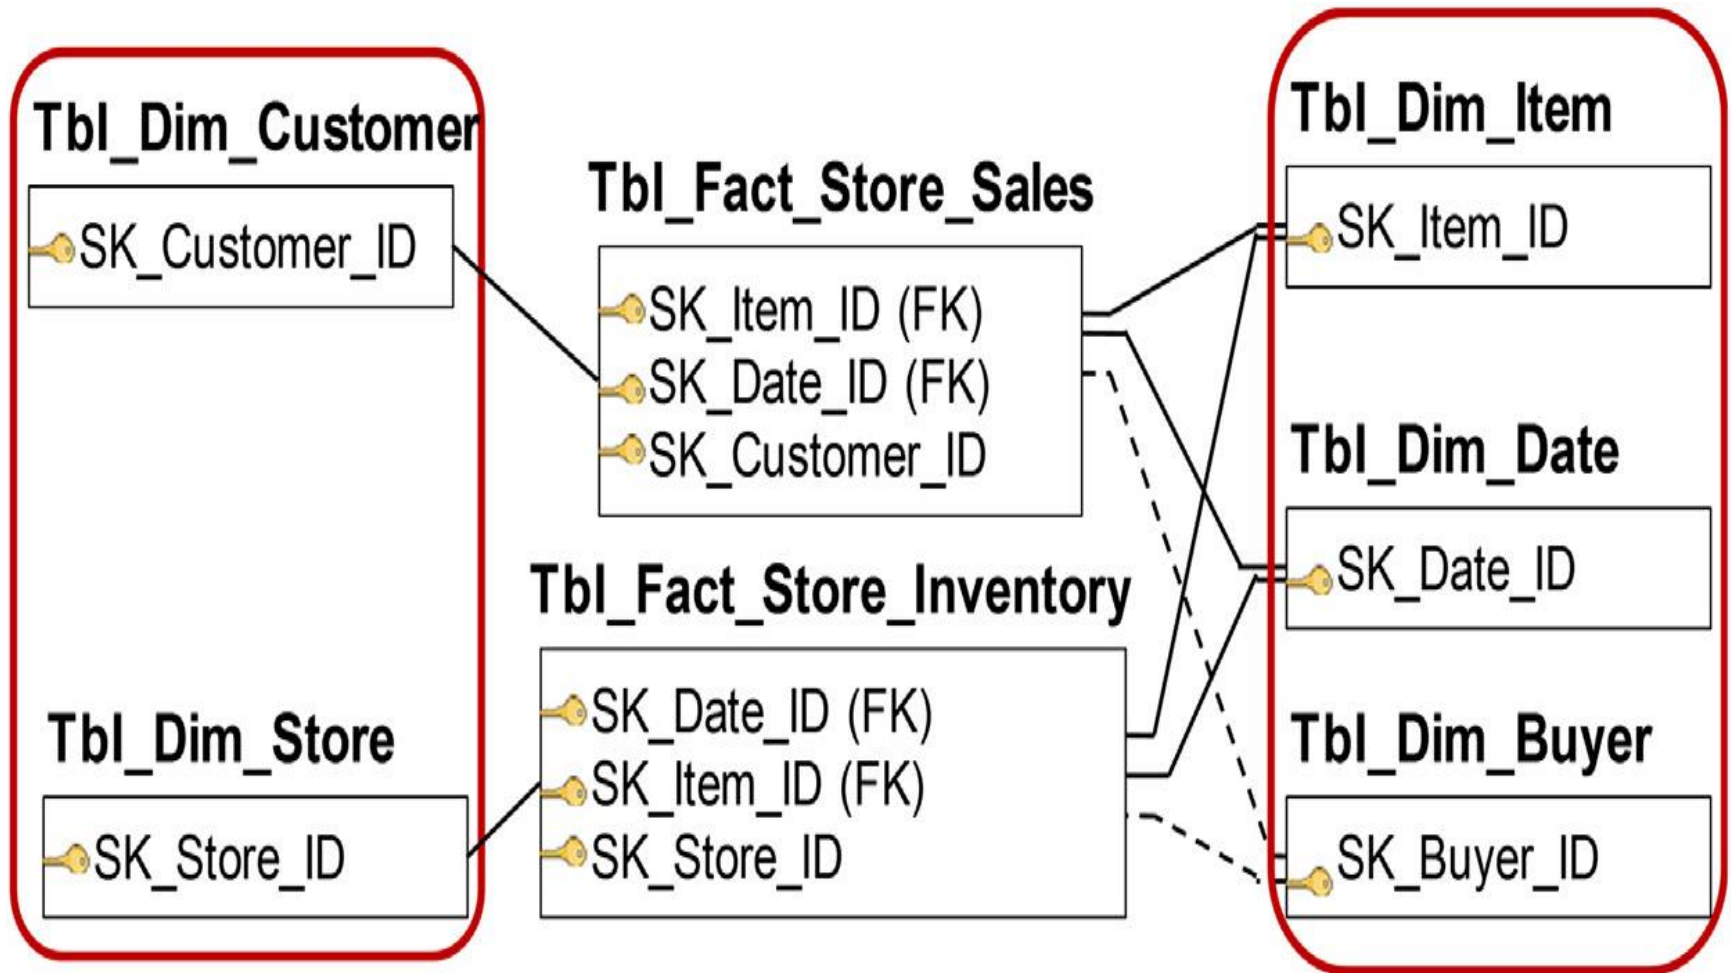 Tbl_Dim_Customer
SK_Customer_ID
Tbl_Dim_Store
SK_Store_ID
Tbl_Fact_Store_Sales
SK_Item_ID (FK)
SK_Date_ID (FK)
SK_Customer_ID
Tbl_Fact_Store_Inventory
SK_Date_ID (FK)
SK_Item_ID (FK)
SK_Store_ID
Tbl_Dim_Item
SK_Item_ID
Tbl_Dim_Date
SK_Date_ID
Tbl_Dim_Buyer
SK_Buyer_ID